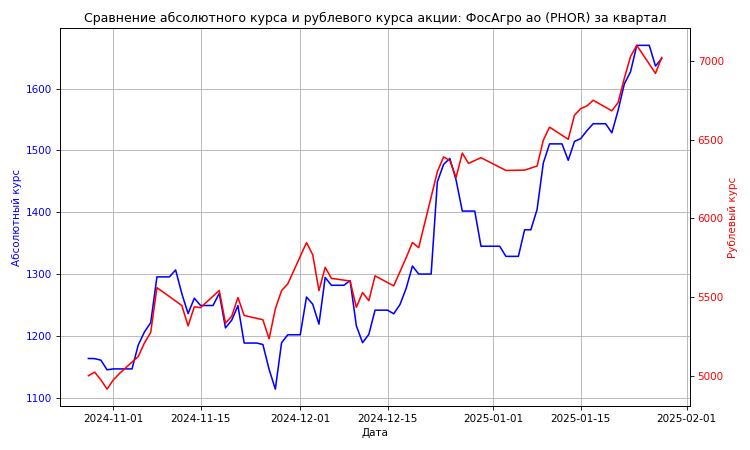 Сравнение абсолютного курса и рублевого курса акции: ФосАгро ао (PHOR) за квартал
Абсолютный курс
1600
1500
1400
1300
1200
1100
7000
6500
6000
5500
5000
Рублевый курс
2024-11-01 2024-11-15 2024-12-01 2024-12-15 2025-01-01 2025-01-15 2025-02-01
Дата